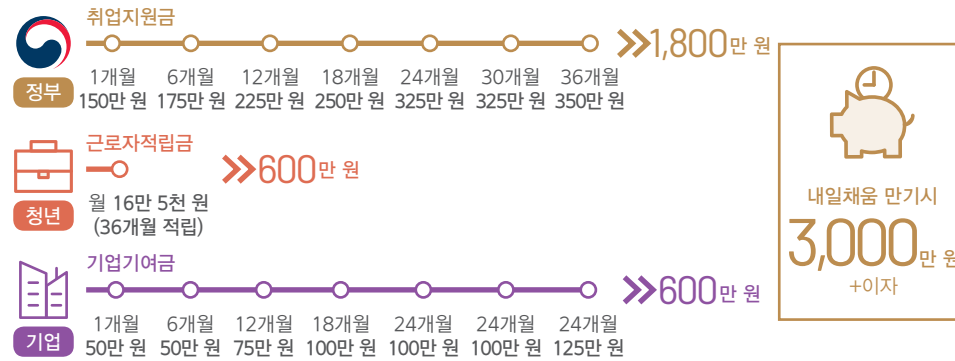 취업지원금
1개월 6개월 12개월 18개월 24개월 30개월 36개월
150만 원 175만 원 225만 원 250만 원 325만 원 325만 원 350만 원
정부
1,800만 원
근로자적립금
월 16만 5천 원
(36개월 적립)
청년
600만 원
기업기여금
1개월 6개월 12개월 18개월 24개월 24개월 24개월
50만 원 50만 원 75만 원 100만 원 100만 원 100만 원 125만 원
기업
600만 원
내일채움 만기시
3,000만 원
+이자